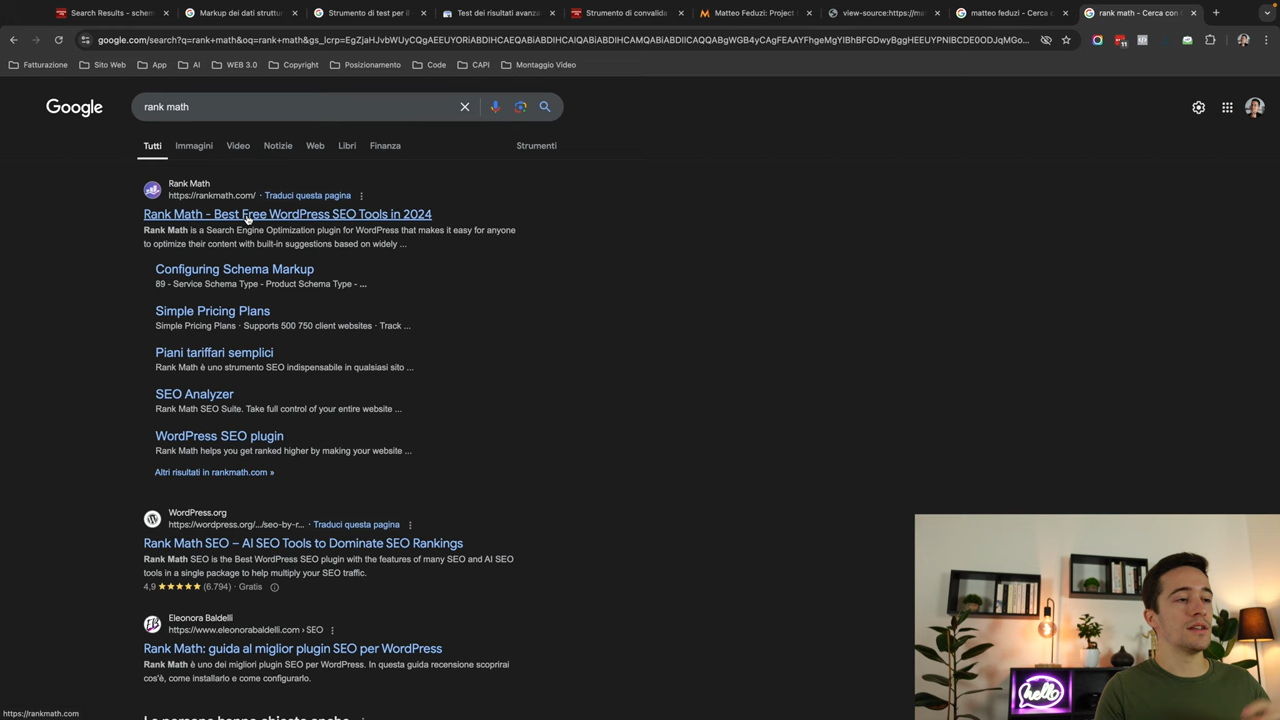 Search Results - schem
Markup dei dati struttur
Strumento di test per il
Test dei risultati avanza
Strumento di convalida
Matteo Feduzi: Project
view-source:https://ma
matteo feduzi - Cerca c
rank math - Cerca con
google.com/search?q=rank+math&oq=rank+math&gs_lcrp=
Fatturazione
Sito Web
App
AI
WEB 3.0
Copyright
Posizionamento
Code
CAPI
Montaggio Video
Google
rank math
Tutti
Immagini
Video
Notizie
Web
Libri
Finanza
Strumenti
Rank Math
https://rankmath.com/ · Traduci questa pagina
Rank Math - Best Free WordPress SEO Tools in 2024
Rank Math is a Search Engine Optimization plugin for WordPress that makes it easy for anyone
to optimize their content with built-in suggestions based on widely ...
Configuring Schema Markup
89 - Service Schema Type - Product Schema Type - ...
Simple Pricing Plans
Simple Pricing Plans · Supports 500 750 client websites · Track ...
Piani tariffari semplici
Rank Math è uno strumento SEO indispensabile in qualsiasi sito ...
SEO Analyzer
Rank Math SEO Suite. Take full control of your entire website ...
WordPress SEO plugin
Rank Math helps you get ranked higher by making your website ...
Altri risultati in rankmath.com »
WordPress.org
https://wordpress.org/.../seo-by-r... · Traduci questa pagina
Rank Math SEO – AI SEO Tools to Dominate SEO Rankings
Rank Math SEO is the Best WordPress SEO plugin with the features of many SEO and AI SEO
tools in a single package to help multiply your SEO traffic.
4,9 ★★★★★ (6.794) · Gratis
Eleonora Baldelli
https://www.eleonorabaldelli.com › SEO
Rank Math: guida al miglior plugin SEO per WordPress
Rank Math è uno dei migliori plugin SEO per WordPress. In questa guida recensione scoprirai
cos'è, come installarlo e come configurarlo.
Le persone hanno chiesto anche
https://rankmath.com
hello